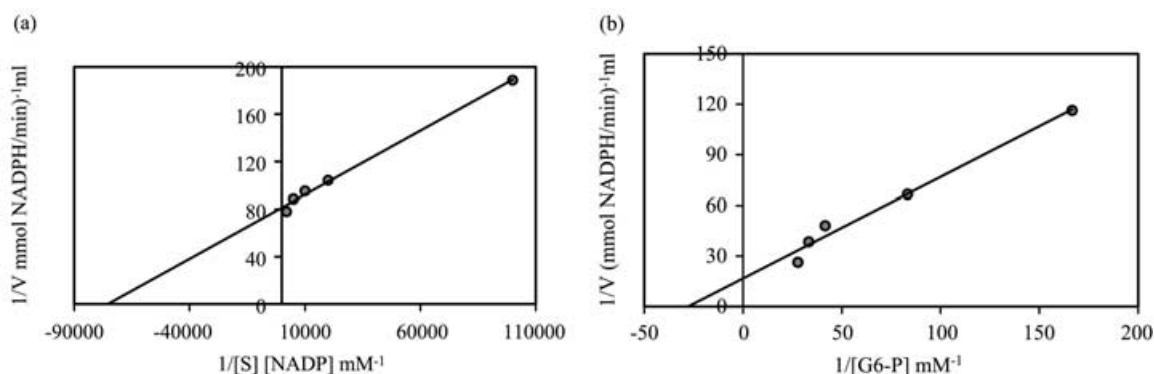 (a)
1/V mmol NADPH/min)-1ml
200
160
120
80
40
0
-90000 -40000 10000 60000 110000
1/[S] [NADP] mM-1
(b)
1/V (mmol NADPH/min)-1ml
150
120
90
60
30
0
-50 0 50 100 150 200
1/[G6-P] mM-1